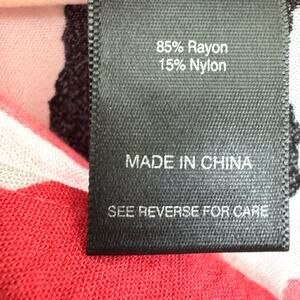 85% Rayon
15% Nylon
MADE IN CHINA
SEE REVERSE FOR CARE